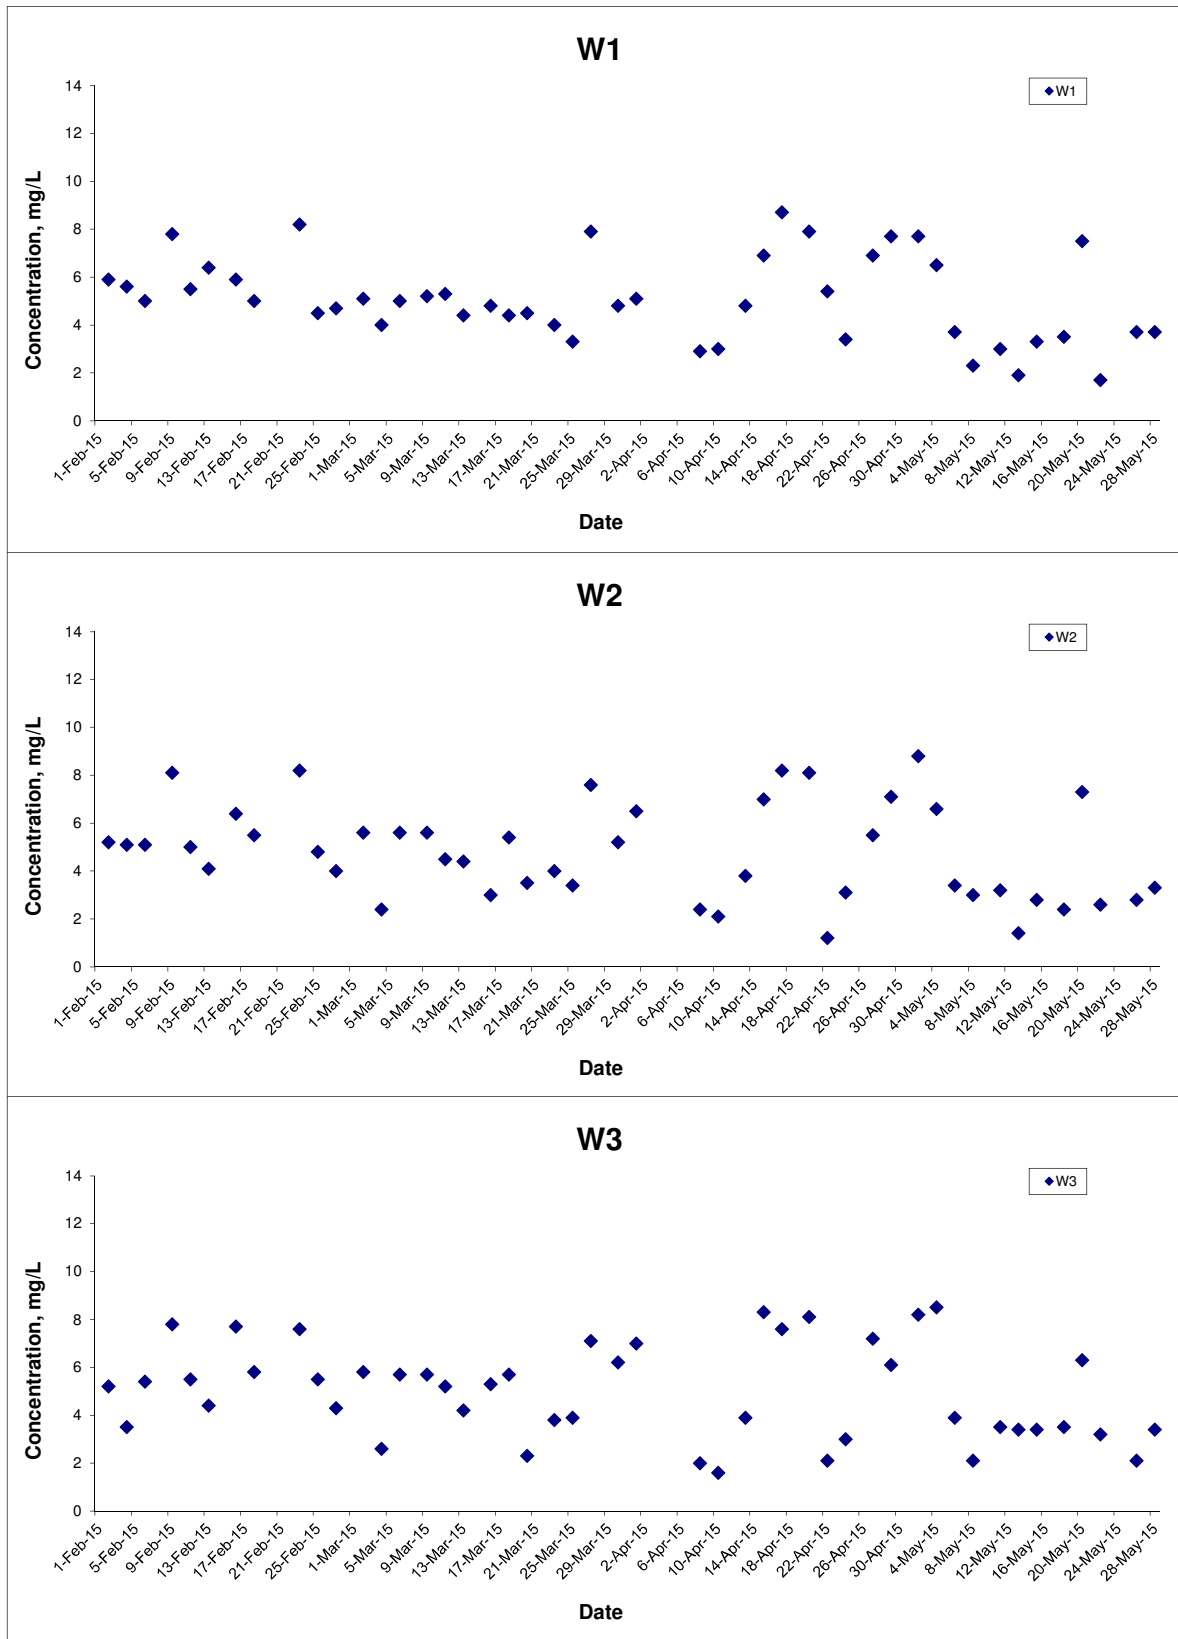 W1
W1
14
12
10
8
6
4
2
0
Concentration, mg/L
1-Feb-15
5-Feb-15
9-Feb-15
13-Feb-15
17-Feb-15
21-Feb-15
25-Feb-15
1-Mar-15
5-Mar-15
9-Mar-15
13-Mar-15
17-Mar-15
21-Mar-15
25-Mar-15
29-Mar-15
2-Apr-15
6-Apr-15
10-Apr-15
14-Apr-15
18-Apr-15
22-Apr-15
26-Apr-15
30-Apr-15
4-May-15
8-May-15
12-May-15
16-May-15
20-May-15
24-May-15
28-May-15
Date
W2
W2
14
12
10
8
6
4
2
0
Concentration, mg/L
1-Feb-15
5-Feb-15
9-Feb-15
13-Feb-15
17-Feb-15
21-Feb-15
25-Feb-15
1-Mar-15
5-Mar-15
9-Mar-15
13-Mar-15
17-Mar-15
21-Mar-15
25-Mar-15
29-Mar-15
2-Apr-15
6-Apr-15
10-Apr-15
14-Apr-15
18-Apr-15
22-Apr-15
26-Apr-15
30-Apr-15
4-May-15
8-May-15
12-May-15
16-May-15
20-May-15
24-May-15
28-May-15
Date
W3
W3
14
12
10
8
6
4
2
0
Concentration, mg/L
1-Feb-15
5-Feb-15
9-Feb-15
13-Feb-15
17-Feb-15
21-Feb-15
25-Feb-15
1-Mar-15
5-Mar-15
9-Mar-15
13-Mar-15
17-Mar-15
21-Mar-15
25-Mar-15
29-Mar-15
2-Apr-15
6-Apr-15
10-Apr-15
14-Apr-15
18-Apr-15
22-Apr-15
26-Apr-15
30-Apr-15
4-May-15
8-May-15
12-May-15
16-May-15
20-May-15
24-May-15
28-May-15
Date